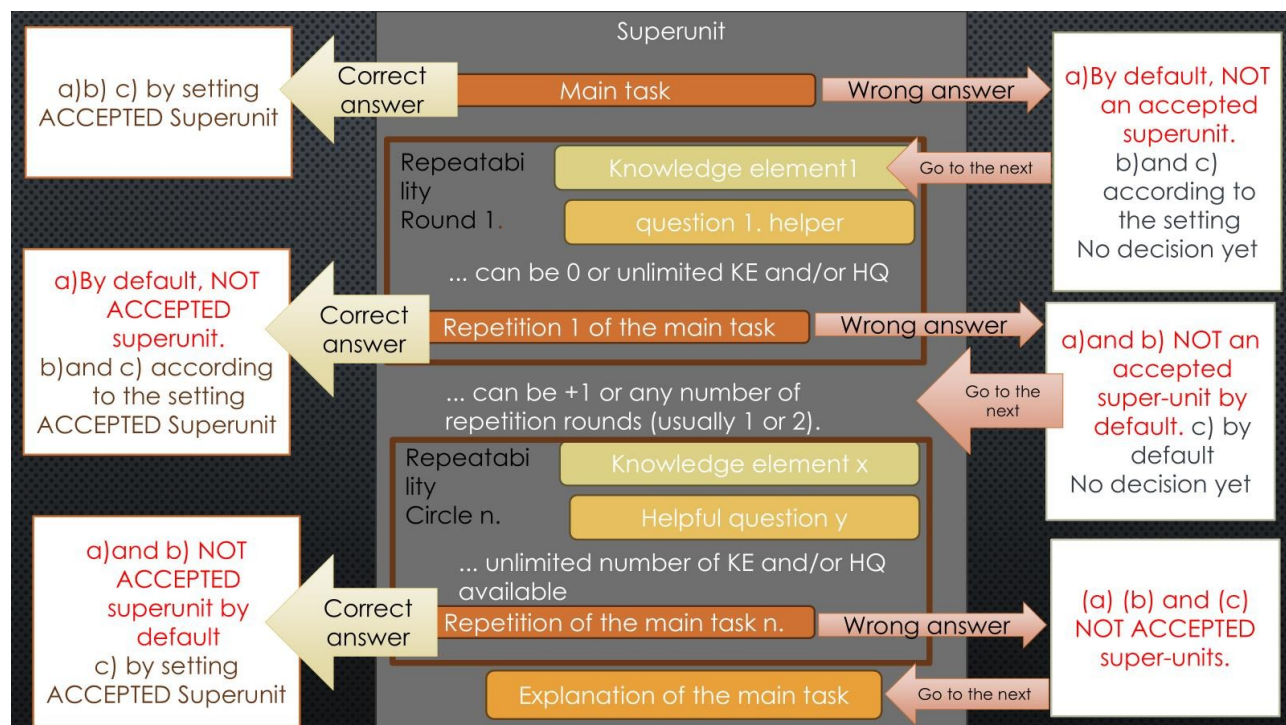 Superunit
a)b) c) by setting
ACCEPTED Superunit
Correct
answer
Main task
Wrong answer
a)By default, NOT
an accepted
superunit.
b)and c)
according to
the setting
No decision yet
Repeatabi
lity
Round 1.
Knowledge element1
Go to the next
question 1. helper
... can be 0 or unlimited KE and/or HQ
a)By default, NOT
ACCEPTED
superunit.
b)and c) according
to the setting
ACCEPTED Superunit
Correct
answer
Repetition 1 of the main task
Wrong answer
a)and b) NOT an
accepted
super-unit by
default. c) by
default
No decision yet
... can be +1 or any number of
repetition rounds (usually 1 or 2).
Go to the
next
Repeatabi
lity
Circle n.
Knowledge element x
Helpful question y
... unlimited number of KE and/or HQ
available
a)and b) NOT
ACCEPTED
superunit by
default
c) by setting
ACCEPTED Superunit
Correct
answer
Repetition of the main task n.
Wrong answer
(a) (b) and (c)
NOT ACCEPTED
super-units.
Explanation of the main task
Go to the next